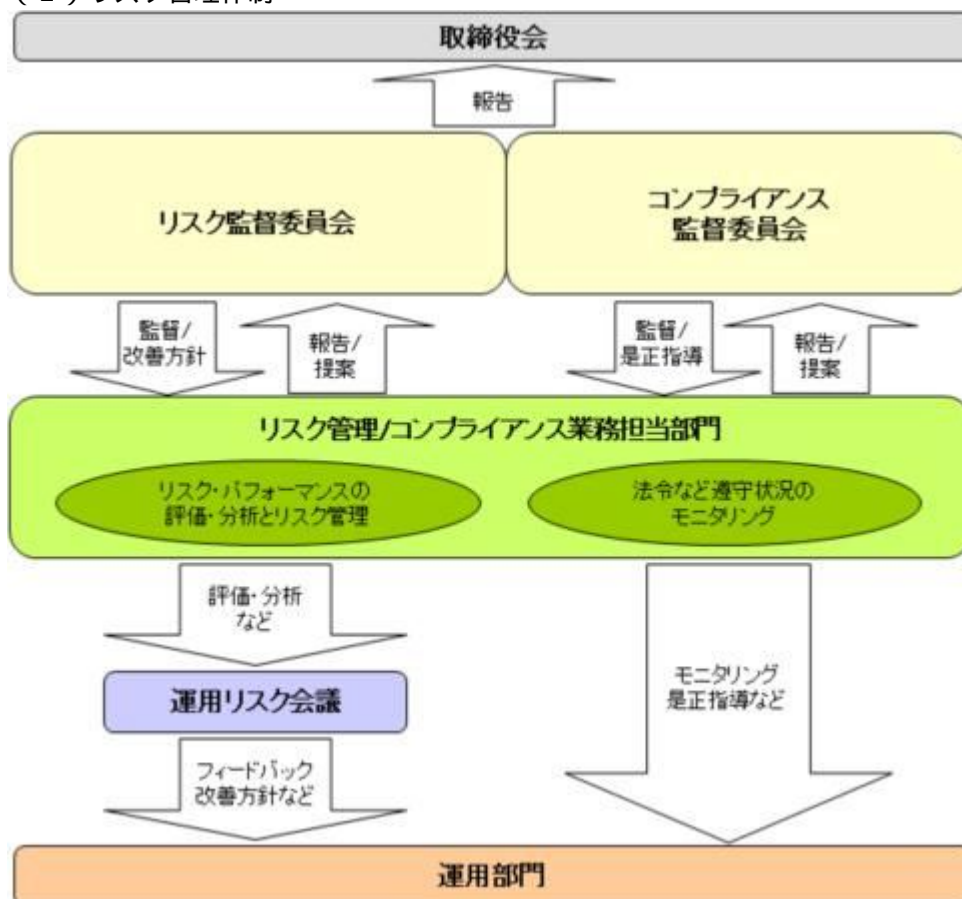 取締役会
報告
リスク監督委員会
コンプライアンス
監督委員会
監督/
改善方針
報告/
提案
監督/
是正指導
報告/
提案
リスク管理/コンプライアンス業務担当部門
リスク・パフォーマンスの
評価・分析とリスク管理
法令など遵守状況の
モニタリング
評価・分析
など
運用リスク会議
モニタリング
是正指導など
フィードバック
改善方針など
運用部門